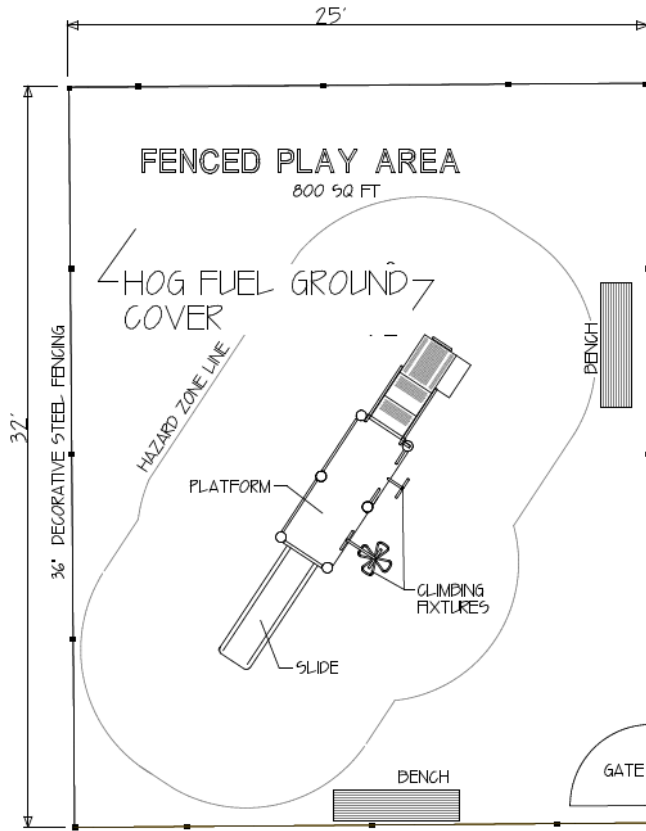 25'
FENCED PLAY AREA
800 SQ FT
HOG FUEL GROUND
COVER
BENCH
HAZARD ZONE LINE
32'
36" DECORATIVE STEEL FENCING
PLATFORM
CLIMBING
FIXTURES
SLIDE
GATE
BENCH